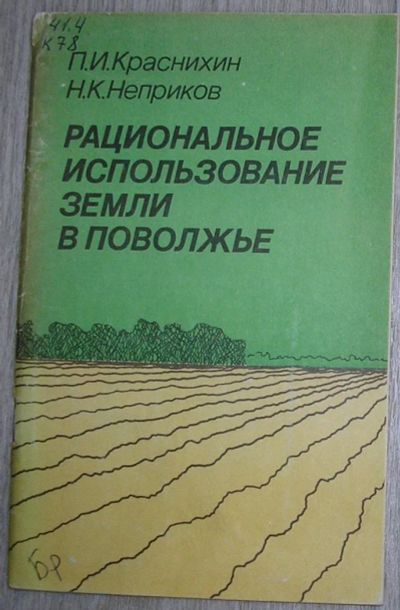 41.4
К78
П.И.Краснихин
Н.К.Неприков
РАЦИОНАЛЬНОЕ
ИСПОЛЬЗОВАНИЕ
ЗЕМЛИ
В ПОВОЛЖЬЕ
БР